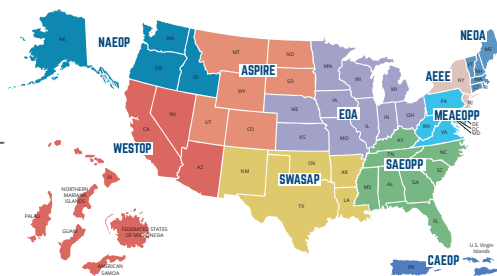 NEOA
AK
NAEOP
WA
ME
MT
ND
MN
VT
NH
OR
ID
ASPIRE
AEEE
NY
MA
SD
WI
MI
WY
PA
NJ
MEAEOPP
IA
NE
EOA
IL
IN
OH
DE
MD
NV
UT
CO
WV
VA
CA
KS
MO
KY
WESTOP
NC
TN
SAEOPP
AZ
NM
OK
AR
SC
SWASAP
HI
MS
AL
GA
NORTHERN
MARIANAS
ISLANDS
TX
LA
PALAU
FL
GUAM
FEDERATED STATES
OF MICRONESIA
U.S. Virgin
Islands
CAEOP
PR
AMERICAN
SAMOA